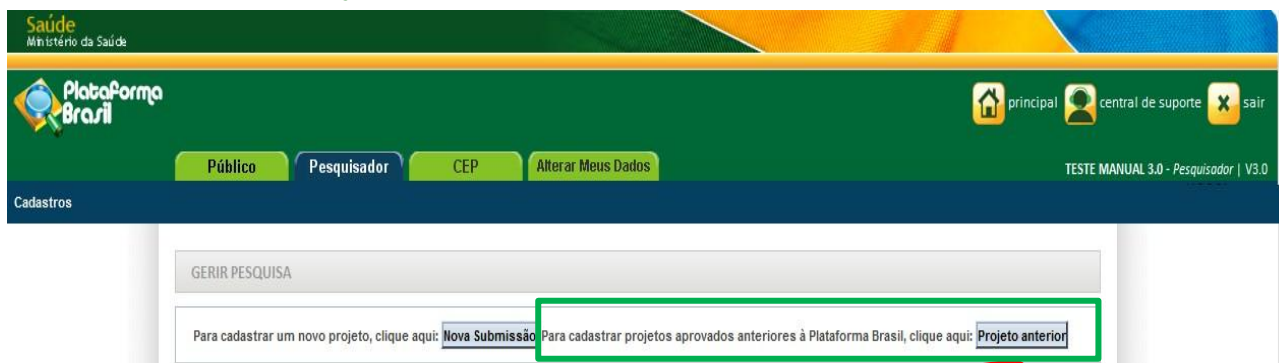 Saúde
Ministério da Saúde
Plataforma
Brasil
principal central de suporte x sair
Público Pesquisador CEP Alterar Meus Dados
TESTE MANUAL 3.0 - Pesquisador | V3.0
Cadastros
GERIR PESQUISA
Para cadastrar um novo projeto, clique aqui: Nova Submissão Para cadastrar projetos aprovados anteriores à Plataforma Brasil, clique aqui: Projeto anterior